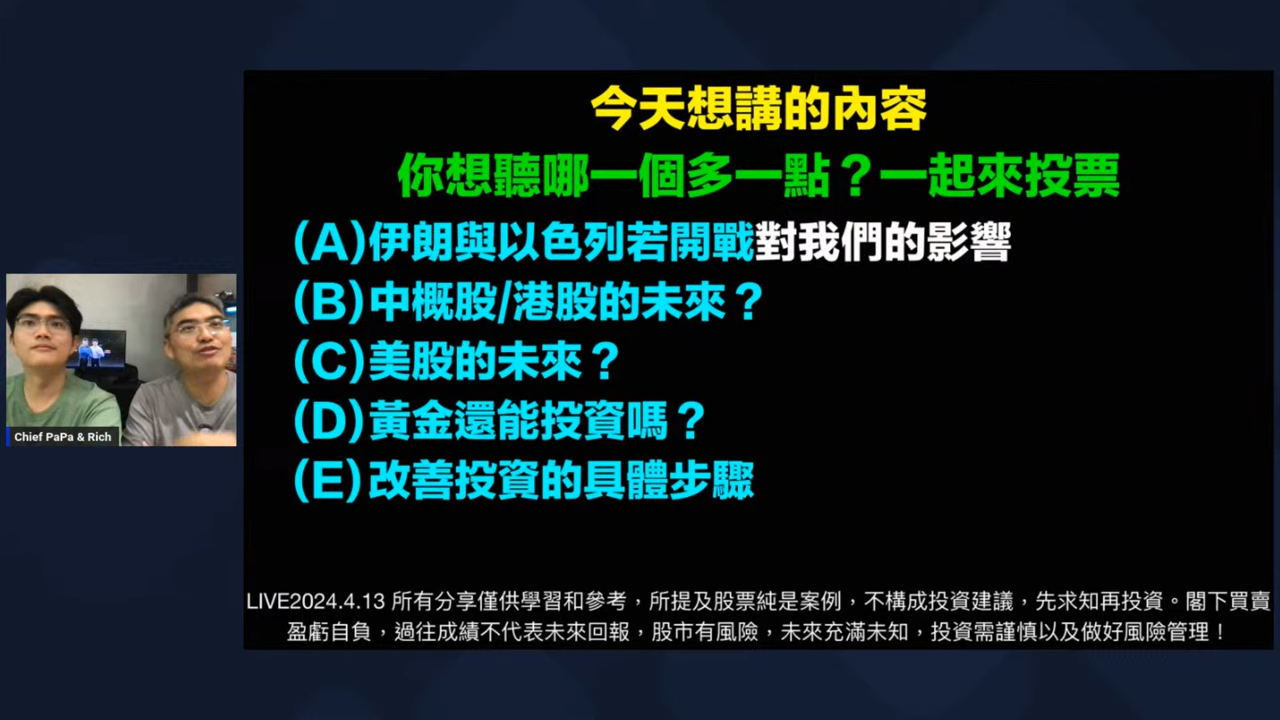 今天想講的內容
你想聽哪一個多一點？一起來投票
(A)伊朗與以色列若開戰對我們的影響
(B)中概股/港股的未來？
(C)美股的未來？
(D)黃金還能投資嗎？
(E)改善投資的具體步驟
Chief PaPa & Rich
LIVE2024.4.13 所有分享僅供學習和參考，所提及股票純是案例，不構成投資建議，先求知再投資。閣下買賣
盈虧自負，過往成績不代表未來回報，股市有風險，未來充滿未知，投資需謹慎以及做好風險管理！